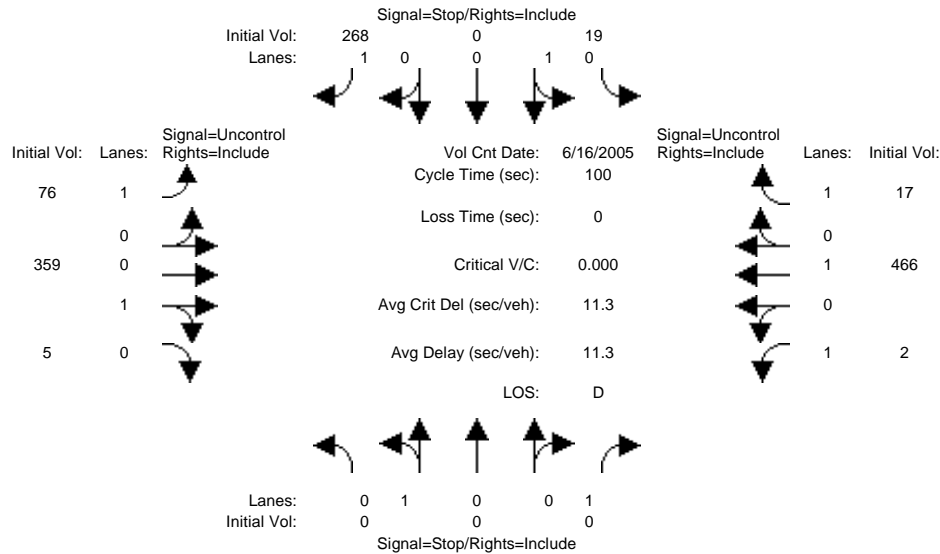 Signal=Stop/Rights=Include
Initial Vol: 268 0 19
Lanes: 1 0 0 1 0
Signal=Uncontrol Signal=Uncontrol
Initial Vol: Lanes: Rights=Include Vol Cnt Date: 6/16/2005 Rights=Include Lanes: Initial Vol:
Cycle Time (sec): 100
76 1 1 17
Loss Time (sec): 0
0 0
359 0 Critical V/C: 0.000 1 466
1 Avg Crit Del (sec/veh): 11.3 0
5 0 Avg Delay (sec/veh): 11.3 1 2
LOS: D
Lanes: 0 1 0 0 1
Initial Vol: 0 0 0
Signal=Stop/Rights=Include